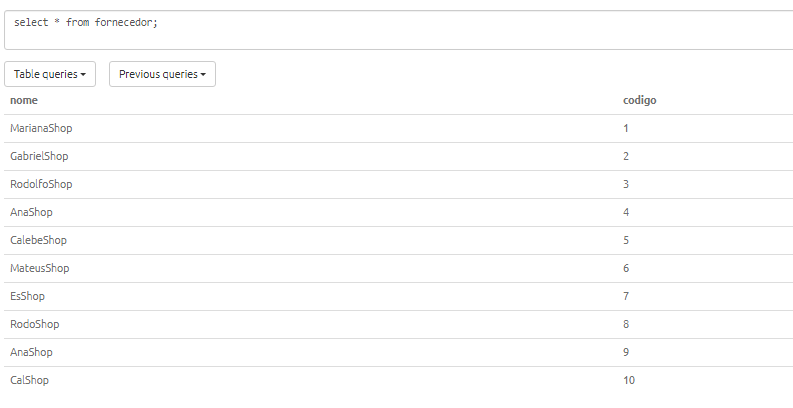 select * from fornecedor;
Table queries Previous queries
nome codigo
MarianaShop 1
GabrielShop 2
RodolfoShop 3
AnaShop 4
CalebeShop 5
MateusShop 6
EsShop 7
RodoShop 8
AnaShop 9
CalShop 10